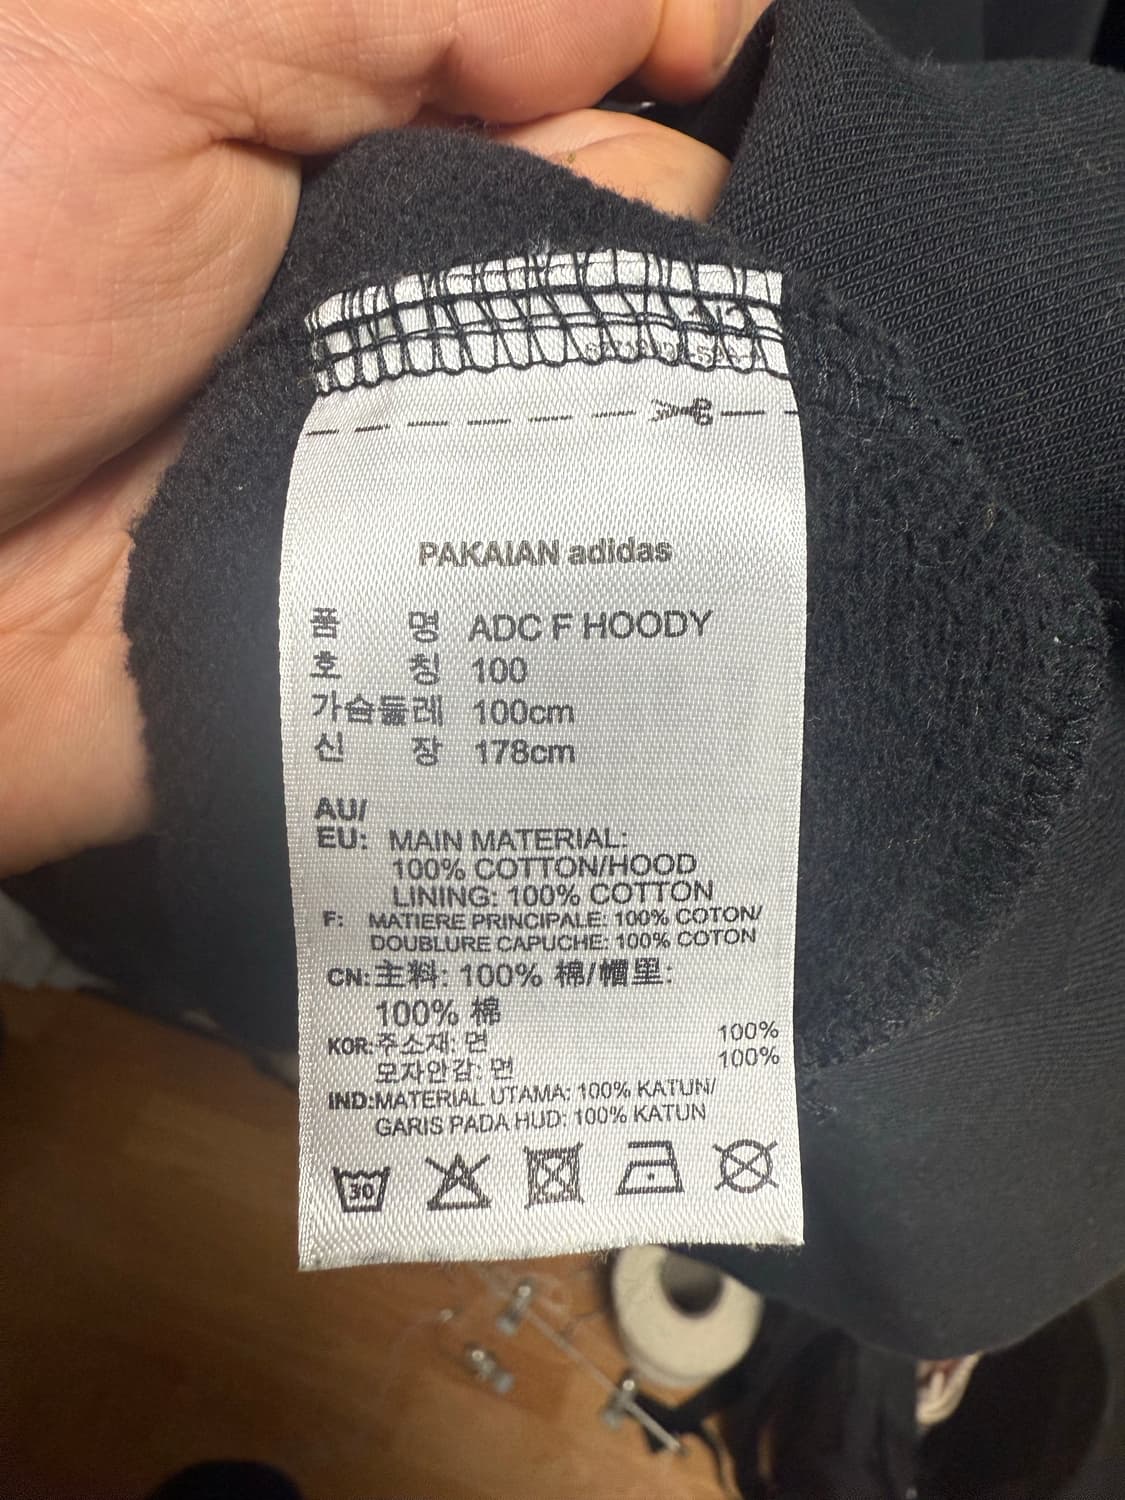 PAKAIAN adidas
품 명 ADC F HOODY
호 칭 100
가슴둘레 100cm
신 장 178cm
AU/
EU: MAIN MATERIAL:
100% COTTON/HOOD
LINING: 100% COTTON
F: MATIERE PRINCIPALE: 100% COTON/
DOUBLURE CAPUCHE: 100% COTON
CN:主料: 100% 棉/帽里:
100% 棉
KOR:주소재: 면 100%
모자안감: 면 100%
IND:MATERIAL UTAMA: 100% KATUN/
GARIS PADA HUD: 100% KATUN
30